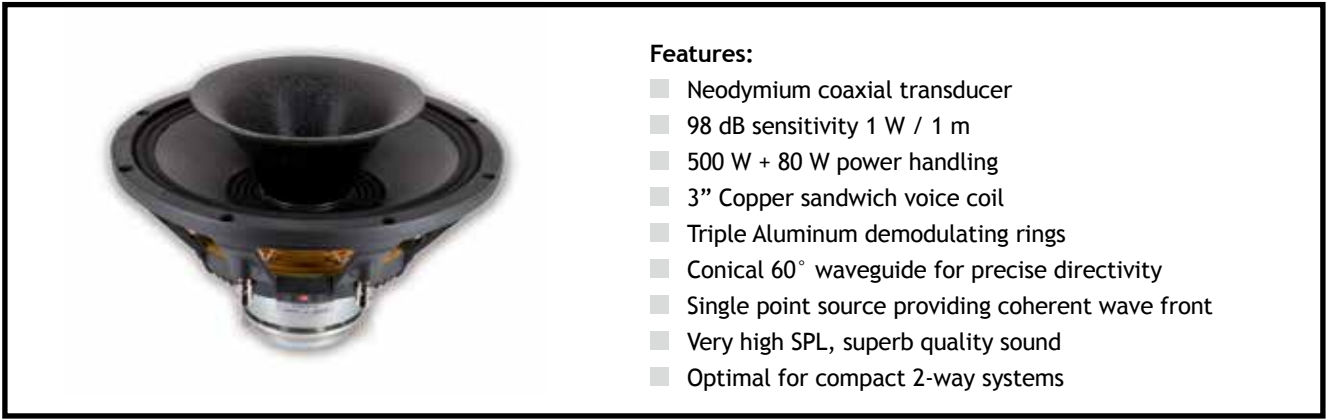 Features:
Neodymium coaxial transducer
98 dB sensitivity 1 W / 1 m
500 W + 80 W power handling
3” Copper sandwich voice coil
Triple Aluminum demodulating rings
Conical 60° waveguide for precise directivity
Single point source providing coherent wave front
Very high SPL, superb quality sound
Optimal for compact 2-way systems